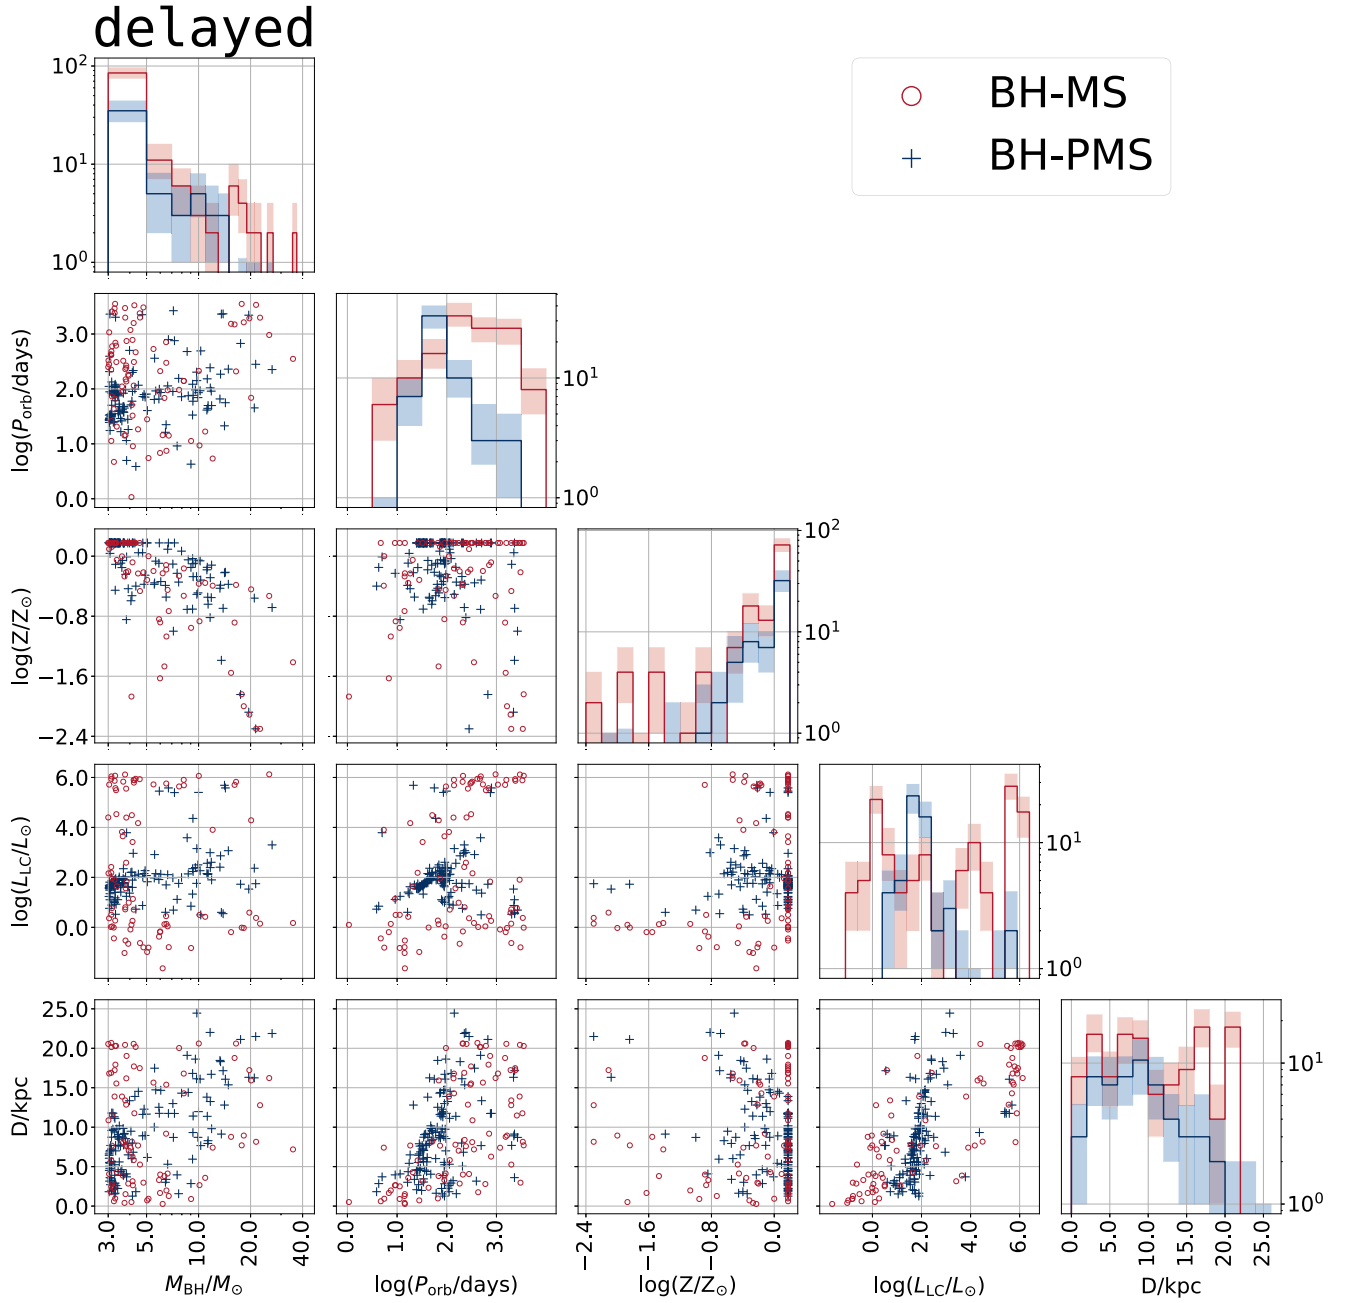 delayed
BH-MS
BH-PMS
10²
10¹
10⁰
log(P_orb/days)
3.0
2.0
1.0
0.0
10¹
10⁰
log(Z/Z_⊙)
0.0
−0.8
−1.6
−2.4
10²
10¹
10⁰
log(L_LC/L_⊙)
6.0
4.0
2.0
0.0
10¹
10⁰
D/kpc
25.0
20.0
15.0
10.0
5.0
0.0
10¹
10⁰
3.0 5.0 10.0 20.0 40.0
0.0 1.0 2.0 3.0
−2.4 −1.6 −0.8 0.0
0.0 2.0 4.0 6.0
0.0 5.0 10.0 15.0 20.0 25.0
M_BH/M_⊙
log(P_orb/days)
log(Z/Z_⊙)
log(L_LC/L_⊙)
D/kpc